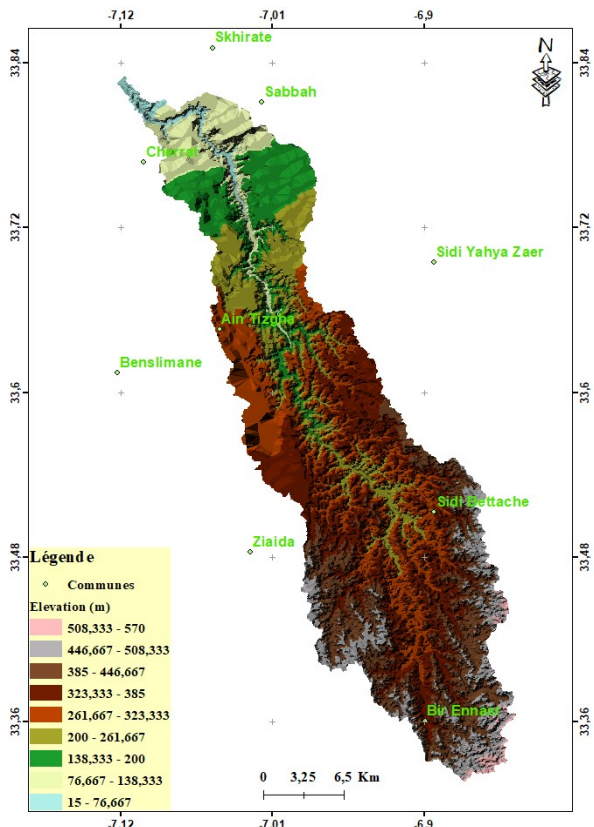 -7,12 -7,01 -6,9
Skhirate
N
33,84 33,84
Sabbah
Cherrat
33,72 33,72
Sidi Yahya Zaer
Ain Tizgha
Benslimane
33,6 33,6
Sidi Bettache
Ziaida
33,48 33,48
Légende
Communes
Elevation (m)
508,333 - 570
446,667 - 508,333
385 - 446,667
323,333 - 385
261,667 - 323,333
200 - 261,667
138,333 - 200
76,667 - 138,333
15 - 76,667
Bir Ennasr
33,36 33,36
0 3,25 6,5 Km
-7,12 -7,01 -6,9